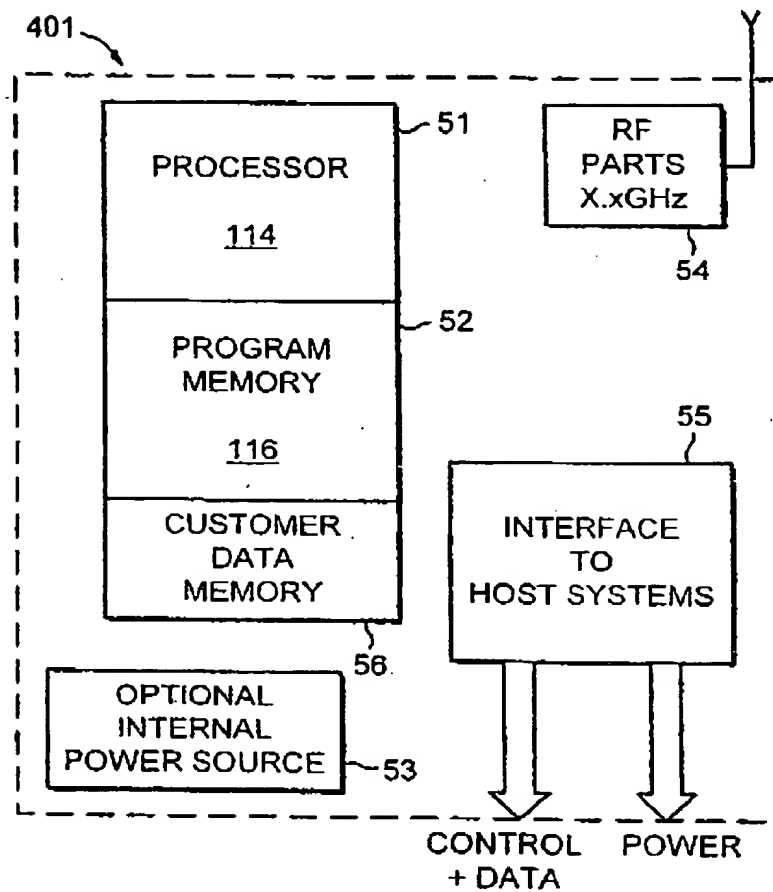 401
PROCESSOR
114
51
RF
PARTS
X.xGHz
54
52
PROGRAM
MEMORY
116
55
CUSTOMER
DATA
MEMORY
56
INTERFACE
TO
HOST SYSTEMS
OPTIONAL
INTERNAL
POWER SOURCE
53
CONTROL
+ DATA
POWER